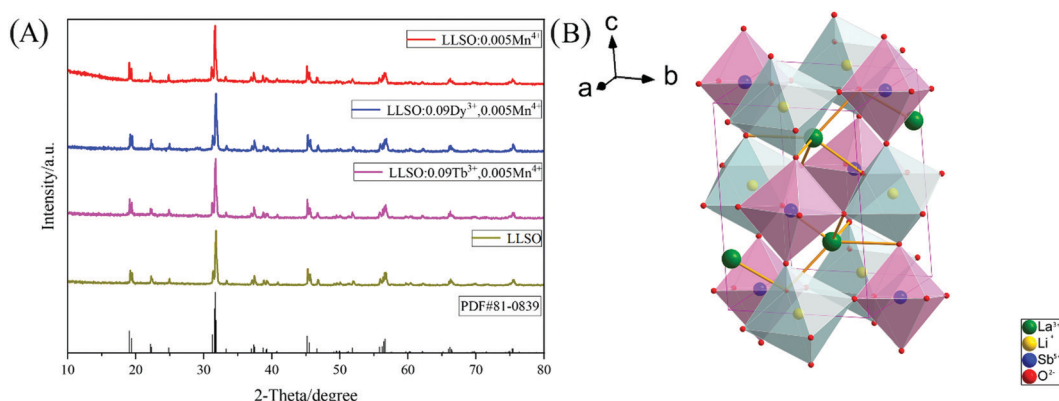 (A)
LLSO:0.005Mn⁴⁺
LLSO:0.09Dy³⁺,0.005Mn⁴⁺
LLSO:0.09Tb³⁺,0.005Mn⁴⁺
LLSO
PDF#81-0839
Intensity/a.u.
10 20 30 40 50 60 70 80
2-Theta/degree
(B)
c
b
a
La³⁺
Li⁺
Sb⁵⁺
O²⁻